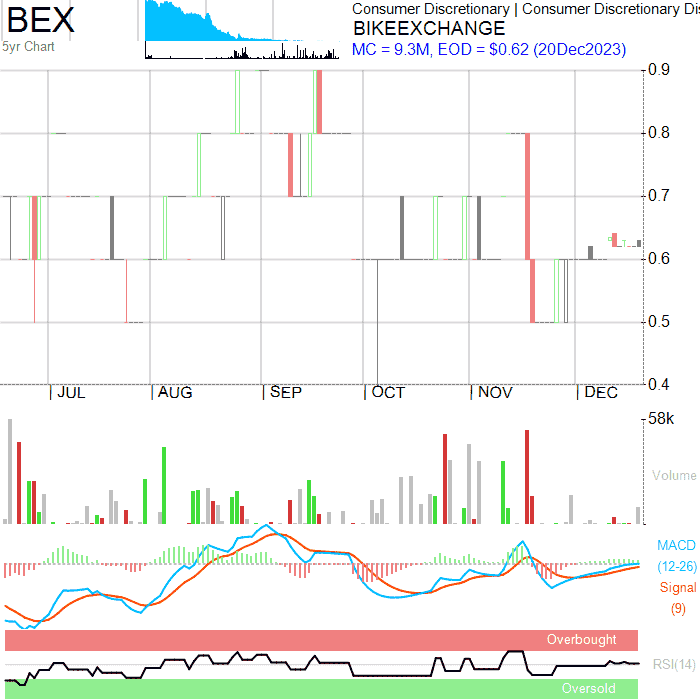 BEX
5yr Chart
Consumer Discretionary | Consumer Discretionary Dis
BIKEEXCHANGE
MC = 9.3M, EOD = $0.62 (20Dec2023)
0.9
0.8
0.7
0.6
0.5
0.4
JUL AUG SEP OCT NOV DEC
58k
Volume
MACD
(12-26)
Signal
(9)
Overbought
RSI(14)
Oversold